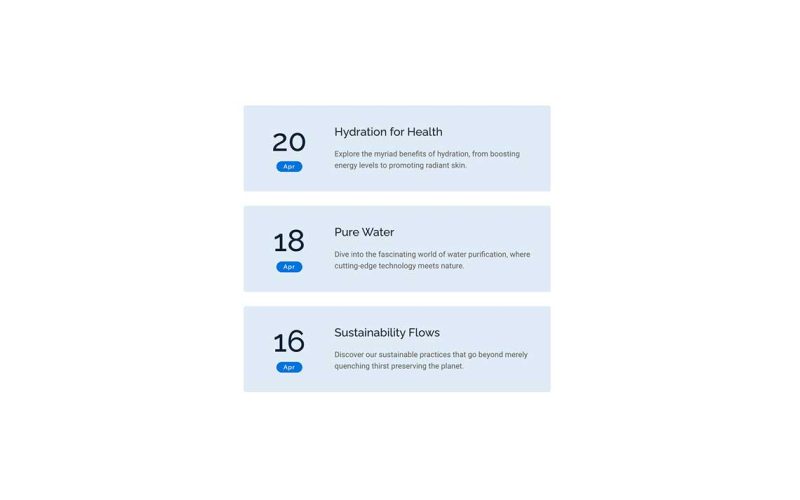 20
Apr
Hydration for Health
Explore the myriad benefits of hydration, from boosting
energy levels to promoting radiant skin.
18
Apr
Pure Water
Dive into the fascinating world of water purification, where
cutting-edge technology meets nature.
16
Apr
Sustainability Flows
Discover our sustainable practices that go beyond merely
quenching thirst preserving the planet.